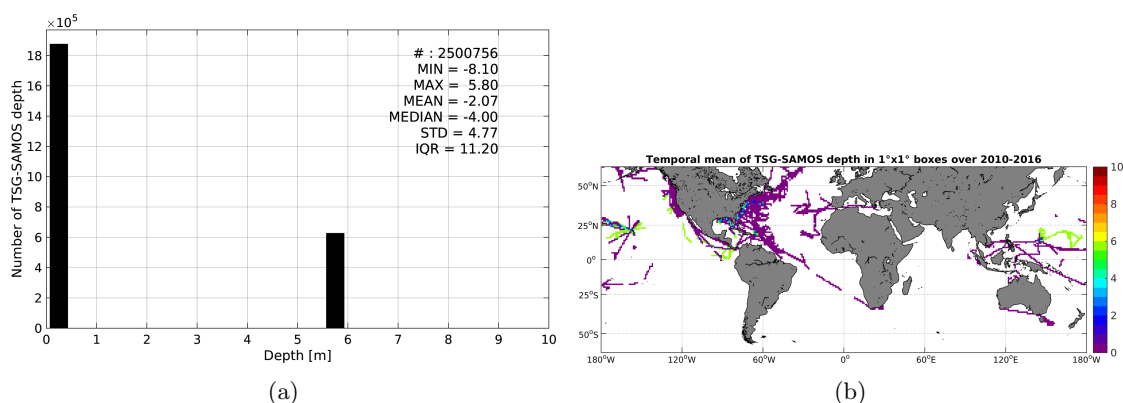 ×10⁵
# : 2500756
MIN = -8.10
MAX = 5.80
MEAN = -2.07
MEDIAN = -4.00
STD = 4.77
IQR = 11.20
Number of TSG-SAMOS depth
18
16
14
12
10
8
6
4
2
0
0 1 2 3 4 5 6 7 8 9 10
Depth [m]
(a)
Temporal mean of TSG-SAMOS depth in 1°x1° boxes over 2010-2016
50°N
25°N
0°
25°S
50°S
180°W 120°W 60°W 0° 60°E 120°E 180°W
10
8
6
4
2
0
(b)